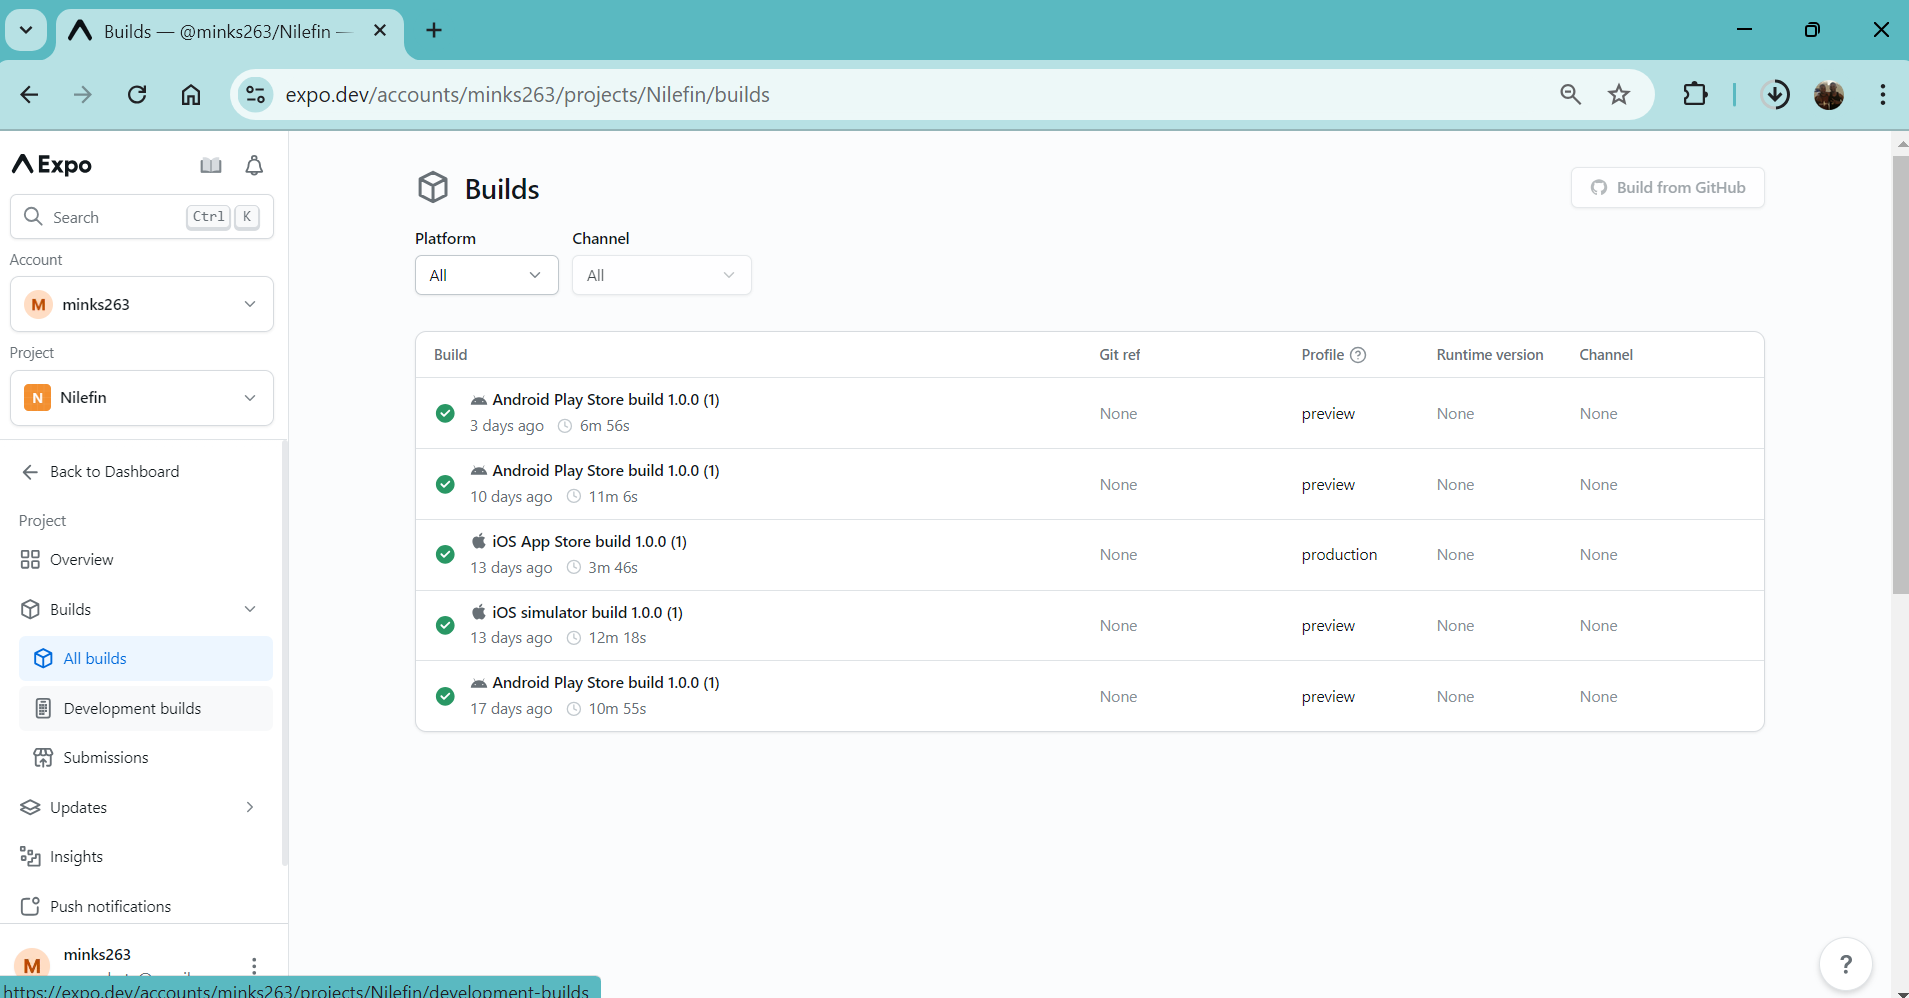 Builds — @minks263/Nilefin —
expo.dev/accounts/minks263/projects/Nilefin/builds
Expo
Search Ctrl K
Account
M minks263
Project
N Nilefin
Back to Dashboard
Project
Overview
Builds
All builds
Development builds
Submissions
Updates
Insights
Push notifications
M minks263
https://expo.dev/accounts/minks263/projects/Nilefin/development-builds
Builds
Build from GitHub
Platform Channel
All All
Build Git ref Profile ? Runtime version Channel
Android Play Store build 1.0.0 (1)
3 days ago 6m 56s
None preview None None
Android Play Store build 1.0.0 (1)
10 days ago 11m 6s
None preview None None
iOS App Store build 1.0.0 (1)
13 days ago 3m 46s
None production None None
iOS simulator build 1.0.0 (1)
13 days ago 12m 18s
None preview None None
Android Play Store build 1.0.0 (1)
17 days ago 10m 55s
None preview None None
?